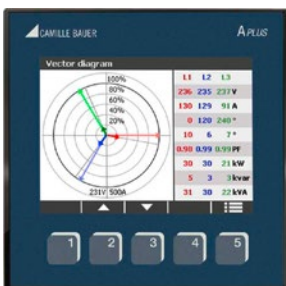 CAMILLE BAUER
APLUS
Vector diagram
100%
80%
60%
40%
20%
231V 500A
L1 L2 L3
236 235 237 V
130 129 91 A
0 120 240 °
10 6 7 °
0.98 0.99 0.99 PF
30 30 21 kW
5 3 3 kvar
31 30 22 kVA
1 2 3 4 5